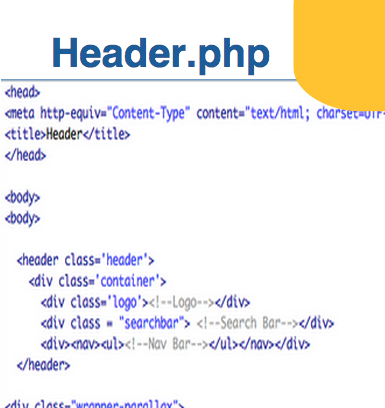 Header.php
<head>
<meta http-equiv="Content-Type" content="text/html; charset=UTF-
<title>Header</title>
</head>
<body>
<body>
<header class='header'>
<div class='container'>
<div class='logo'><!--Logo--></div>
<div class = "searchbar"> <!--Search Bar--></div>
<div><nav><ul><!--Nav Bar--></ul></nav></div>
</header>
<div class="wrapper-parallax">